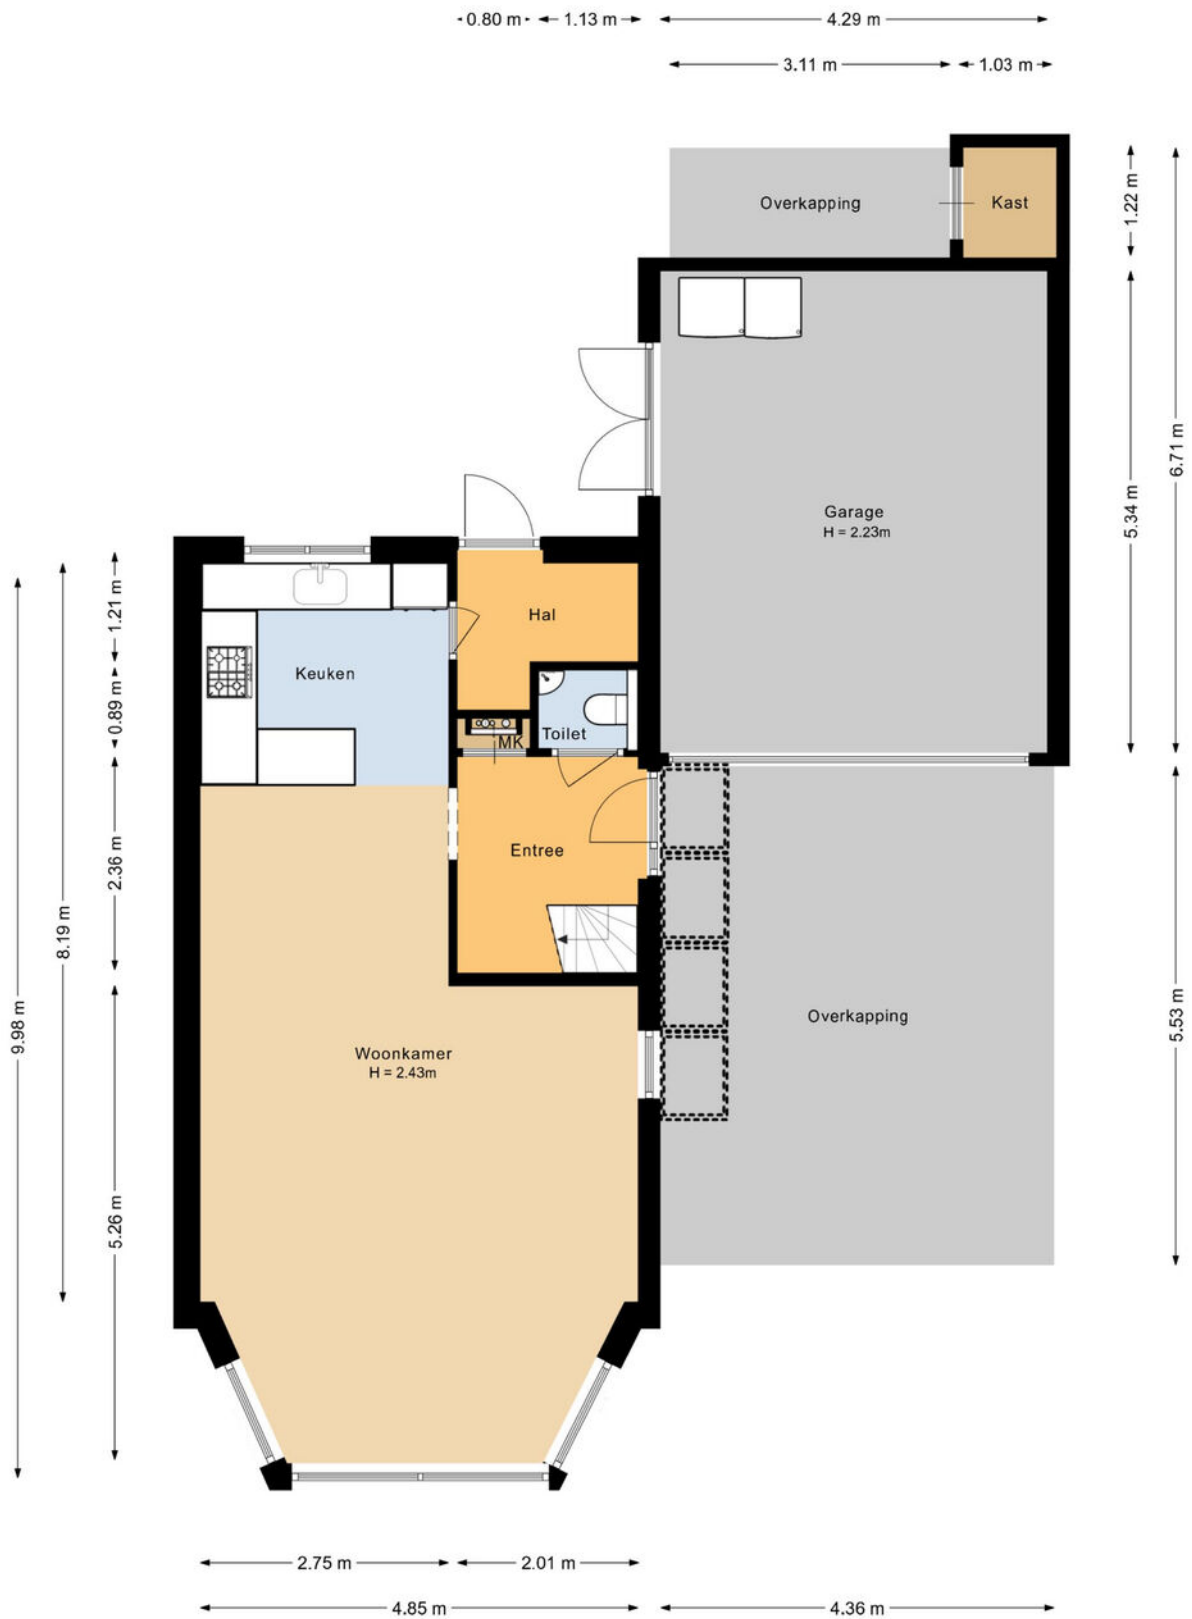 0.80 m
1.13 m
4.29 m
3.11 m
1.03 m
Overkapping
Kast
1.22 m
6.71 m
5.34 m
Garage
H = 2.23m
Hal
Keuken
Toilet
MK
Entree
1.21 m
0.89 m
2.36 m
8.19 m
9.98 m
5.26 m
Overkapping
5.53 m
Woonkamer
H = 2.43m
2.75 m
2.01 m
4.85 m
4.36 m